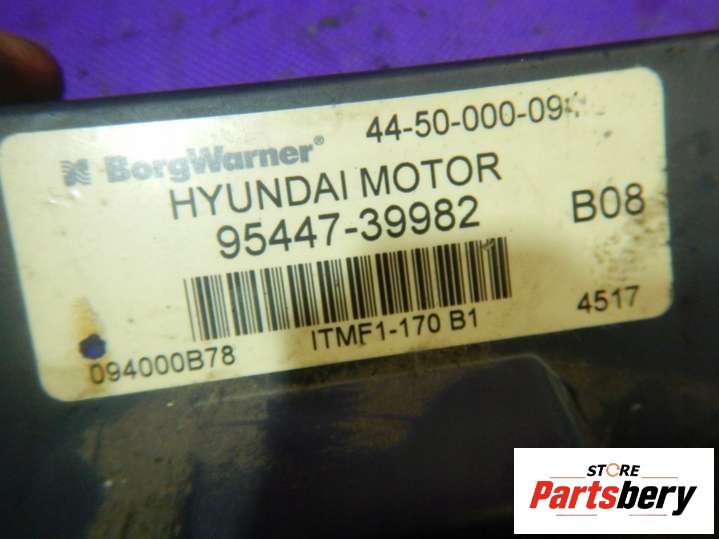 44-50-000-09
BorgWarner®
HYUNDAI MOTOR
95447-39982
B08
ITMF1-170 B1
4517
094000B78
STORE
Partsbery